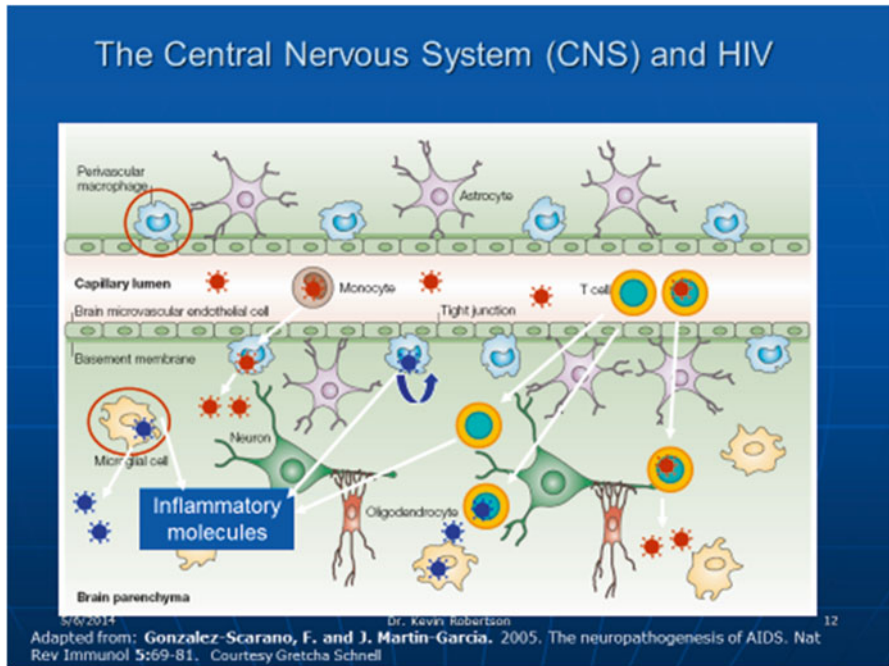 The Central Nervous System (CNS) and HIV
Perivascular
macrophage
Astrocyte
Capillary lumen
Monocyte
T cell
Brain microvascular endothelial cell
Tight junction
Basement membrane
Neuron
Microglial cell
Inflammatory
molecules
Oligodendrocyte
Brain parenchyma
5/6/2014
Dr. Kevin Robertson
12
Adapted from: Gonzalez-Scarano, F. and J. Martin-Garcia. 2005. The neuropathogenesis of AIDS. Nat
Rev Immunol 5:69-81. Courtesy Gretcha Schnell